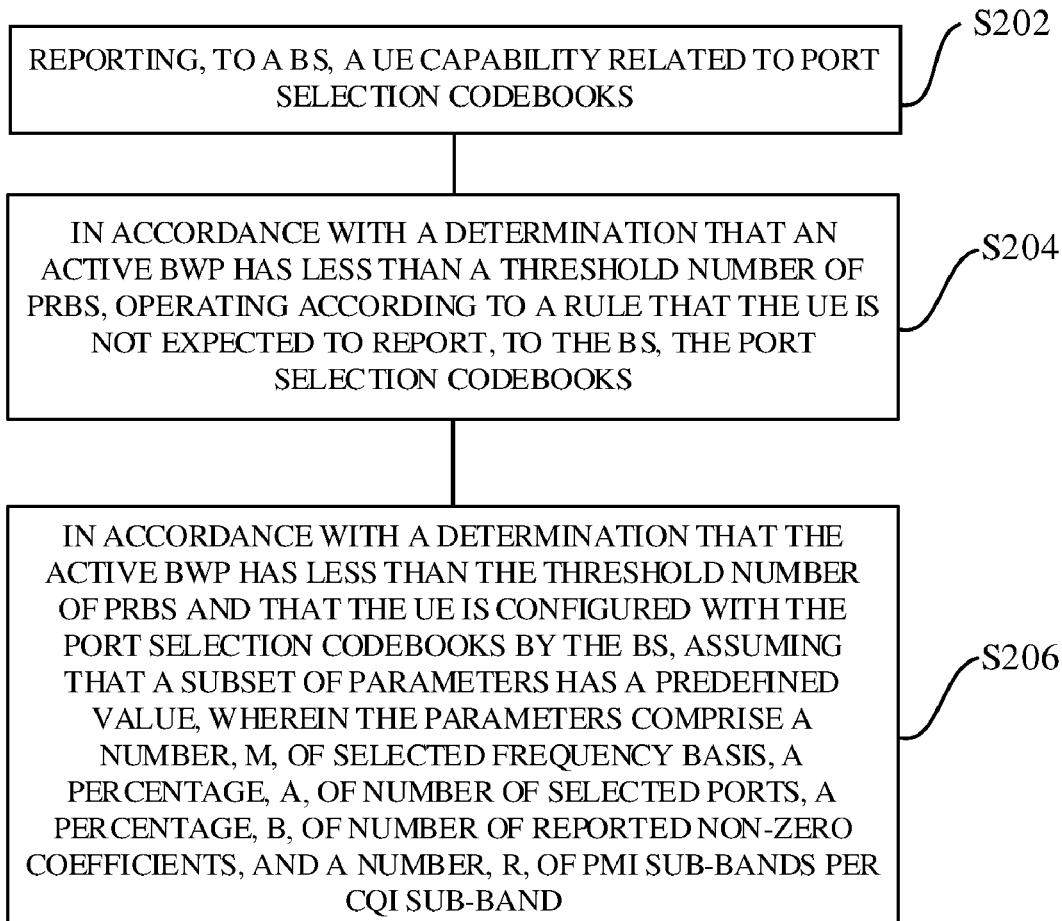 S202
REPORTING, TO A BS, A UE CAPABILITY RELATED TO PORT
SELECTION CODEBOOKS
S204
IN ACCORDANCE WITH A DETERMINATION THAT AN
ACTIVE BWP HAS LESS THAN A THRESHOLD NUMBER OF
PRBS, OPERATING ACCORDING TO A RULE THAT THE UE IS
NOT EXPECTED TO REPORT, TO THE BS, THE PORT
SELECTION CODEBOOKS
S206
IN ACCORDANCE WITH A DETERMINATION THAT THE
ACTIVE BWP HAS LESS THAN THE THRESHOLD NUMBER
OF PRBS AND THAT THE UE IS CONFIGURED WITH THE
PORT SELECTION CODEBOOKS BY THE BS, ASSUMING
THAT A SUBSET OF PARAMETERS HAS A PREDEFINED
VALUE, WHEREIN THE PARAMETERS COMPRISE A
NUMBER, M, OF SELECTED FREQUENCY BASIS, A
PERCENTAGE, A, OF NUMBER OF SELECTED PORTS, A
PERCENTAGE, B, OF NUMBER OF REPORTED NON-ZERO
COEFFICIENTS, AND A NUMBER, R, OF PMI SUB-BANDS PER
CQI SUB-BAND